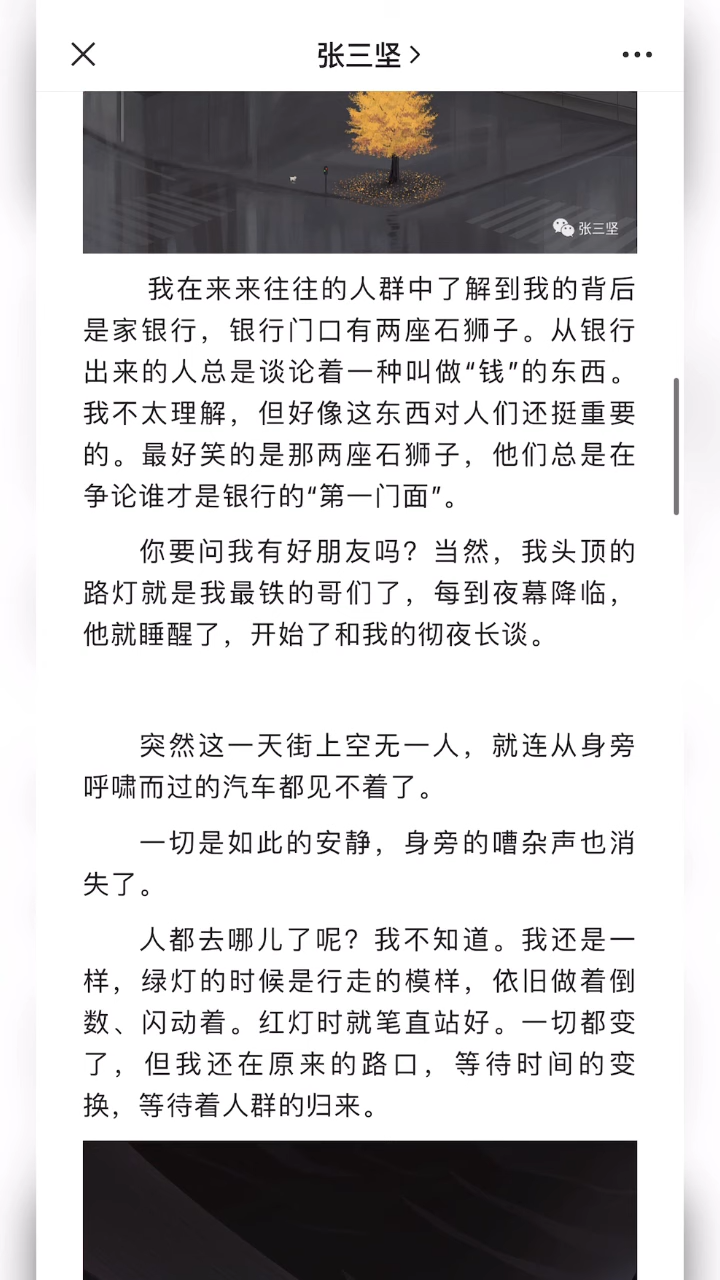 张三坚
张三坚
我在来来往往的人群中了解到我的背后
是家银行，银行门口有两座石狮子。从银行
出来的人总是谈论着一种叫做“钱”的东西。
我不太理解，但好像这东西对人们还挺重要
的。最好笑的是那两座石狮子，他们总是在
争论谁才是银行的“第一门面”。
你要问我有好朋友吗？当然，我头顶的
路灯就是我最铁的哥们了，每到夜幕降临，
他就睡醒了，开始了和我的彻夜长谈。
突然这一天街上空无一人，就连从身旁
呼啸而过的汽车都见不着了。
一切是如此的安静，身旁的嘈杂声也消
失了。
人都去哪儿了呢？我不知道。我还是一
样，绿灯的时候是行走的模样，依旧做着倒
数、闪动着。红灯时就笔直站好。一切都变
了，但我还在原来的路口，等待时间的变
换，等待着人群的归来。